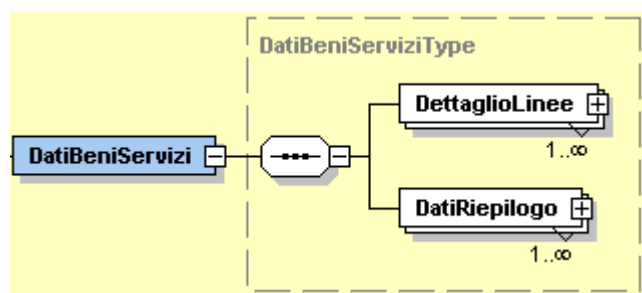 DatiBeniServiziType
DettaglioLinee
1..∞
DatiBeniServizi
DatiRiepilogo
1..∞